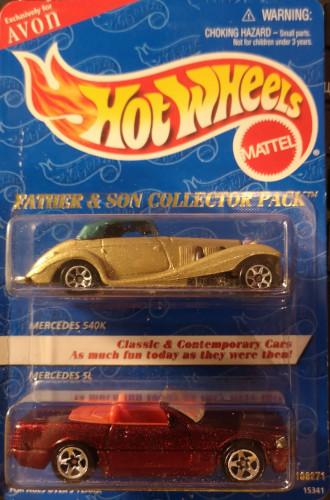 Exclusively for
AVON
⚠ WARNING:
CHOKING HAZARD – Small parts.
Not for children under 3 years.
HOT WHEELS
MATTEL
FATHER & SON COLLECTOR PACK™
MERCEDES 540K
Classic & Contemporary Cars
As much fun today as they were then!
MERCEDES SL
15341